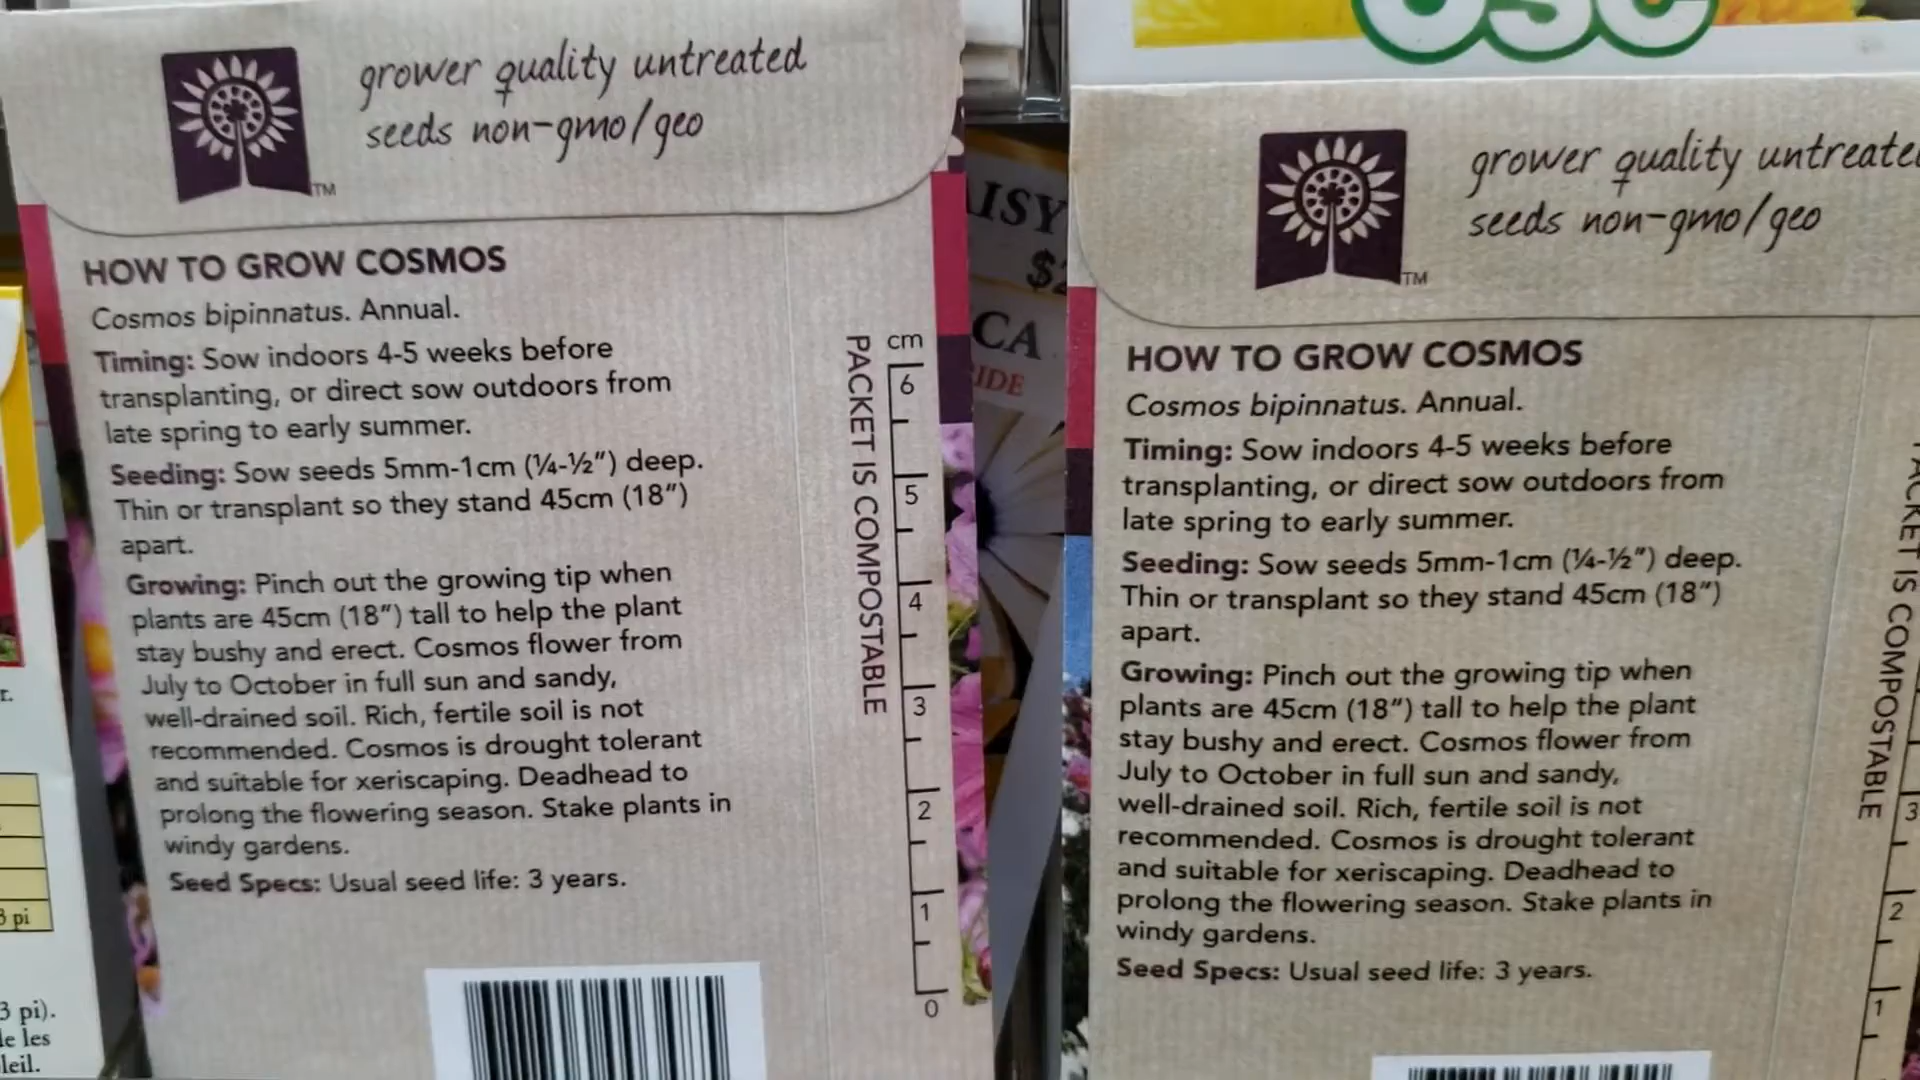 grower quality untreated
seeds non-gmo/geo
TM
HOW TO GROW COSMOS
Cosmos bipinnatus. Annual.
Timing: Sow indoors 4-5 weeks before
transplanting, or direct sow outdoors from
late spring to early summer.
Seeding: Sow seeds 5mm-1cm (¼-½″) deep.
Thin or transplant so they stand 45cm (18″)
apart.
Growing: Pinch out the growing tip when
plants are 45cm (18″) tall to help the plant
stay bushy and erect. Cosmos flower from
July to October in full sun and sandy,
well-drained soil. Rich, fertile soil is not
recommended. Cosmos is drought tolerant
and suitable for xeriscaping. Deadhead to
prolong the flowering season. Stake plants in
windy gardens.
Seed Specs: Usual seed life: 3 years.
PACKET IS COMPOSTABLE
cm
6
5
4
3
2
1
0
3 pi
3 pi).
de les
leil.
$2
CA
OSC
grower quality untreated
seeds non-gmo/geo
TM
HOW TO GROW COSMOS
Cosmos bipinnatus. Annual.
Timing: Sow indoors 4-5 weeks before
transplanting, or direct sow outdoors from
late spring to early summer.
Seeding: Sow seeds 5mm-1cm (¼-½″) deep.
Thin or transplant so they stand 45cm (18″)
apart.
Growing: Pinch out the growing tip when
plants are 45cm (18″) tall to help the plant
stay bushy and erect. Cosmos flower from
July to October in full sun and sandy,
well-drained soil. Rich, fertile soil is not
recommended. Cosmos is drought tolerant
and suitable for xeriscaping. Deadhead to
prolong the flowering season. Stake plants in
windy gardens.
Seed Specs: Usual seed life: 3 years.
PACKET IS COMPOSTABLE
3
2
1